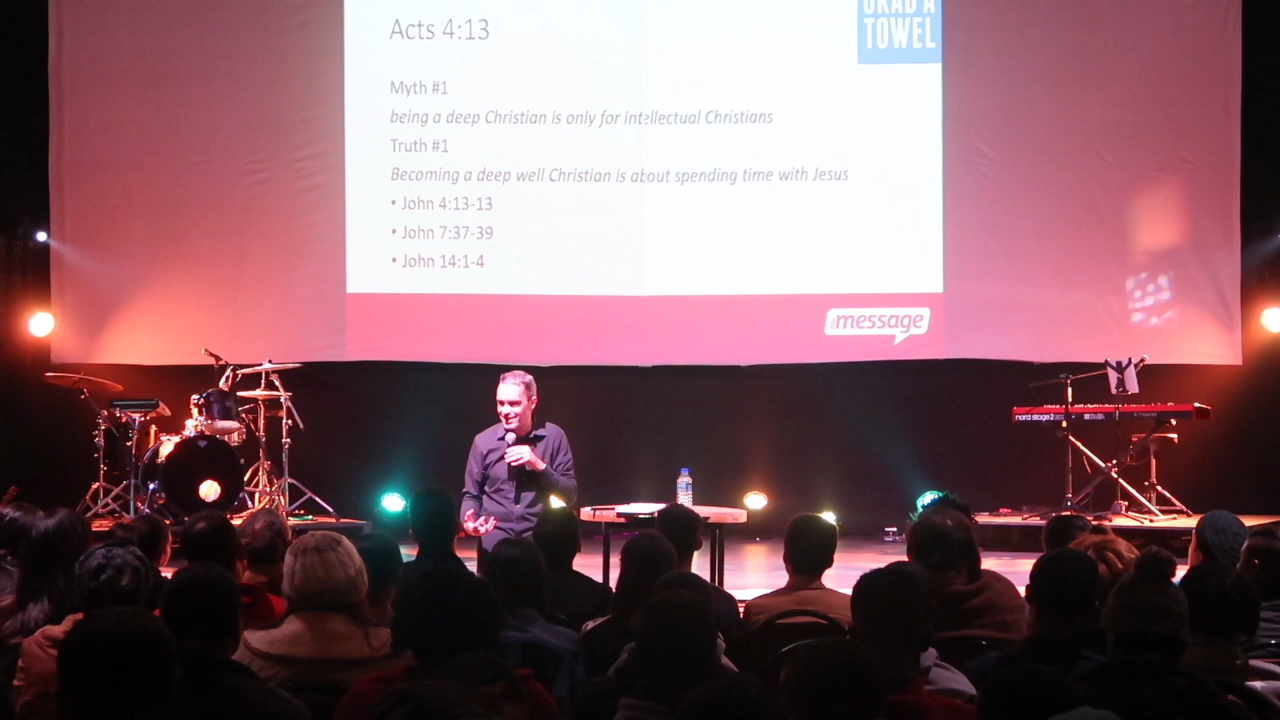 Acts 4:13
GRAB A
TOWEL
Myth #1
being a deep Christian is only for intellectual Christians
Truth #1
Becoming a deep well Christian is about spending time with Jesus
• John 4:13-13
• John 7:37-39
• John 14:1-4
the message
nord stage 2